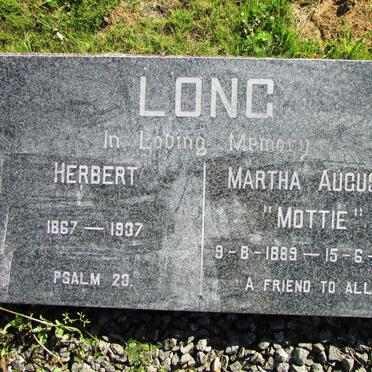 LONG
In Loving Memory
HERBERT
1867 — 1937
PSALM 23.
MARTHA AUGUS
"MOTTIE"
9-8-1889 — 15-6-
A FRIEND TO ALL